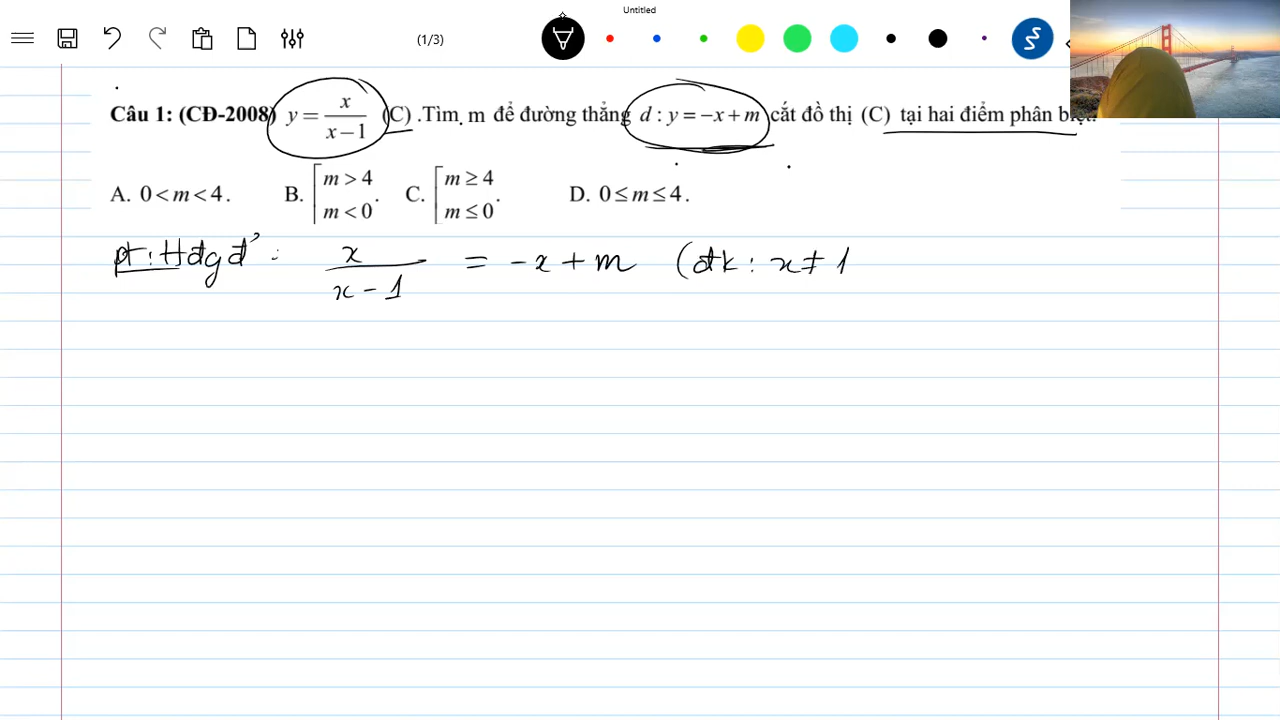 Untitled
(1/3)
Câu 1: (CĐ-2008) y = x/(x−1) (C) .Tìm m để đường thẳng d : y = −x + m cắt đồ thị (C) tại hai điểm phân biệt.
A. 0 < m < 4. B. [m > 4 m < 0. C. [m ≥ 4 m ≤ 0. D. 0 ≤ m ≤ 4.
pt: Hđgđ : x/(x − 1) = −x + m (đk : x ≠ 1